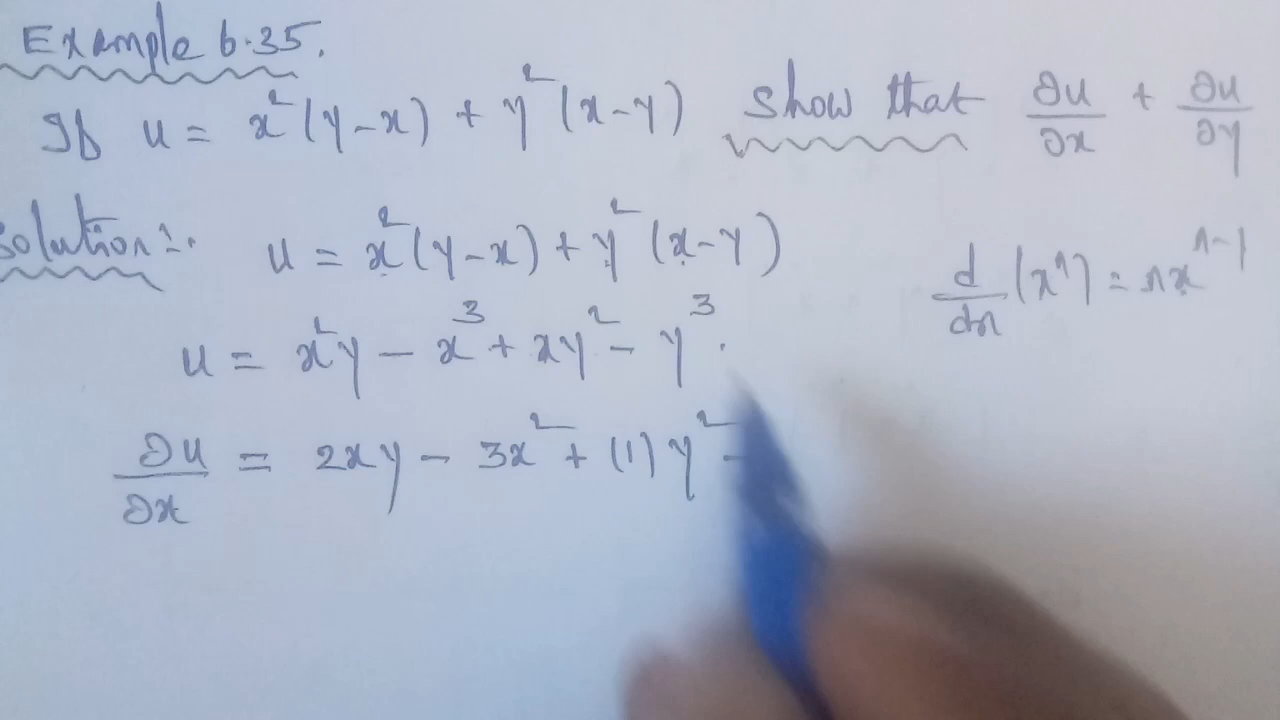 Example 6.35.
If u = x²(y-x) + y²(x-y) show that ∂u/∂x + ∂u/∂y
Solution:-
u = x²(y-x) + y²(x-y)
d/dx (xⁿ) = nxⁿ⁻¹
u = x²y - x³ + xy² - y³.
∂u/∂x = 2xy - 3x² + (1)y² -